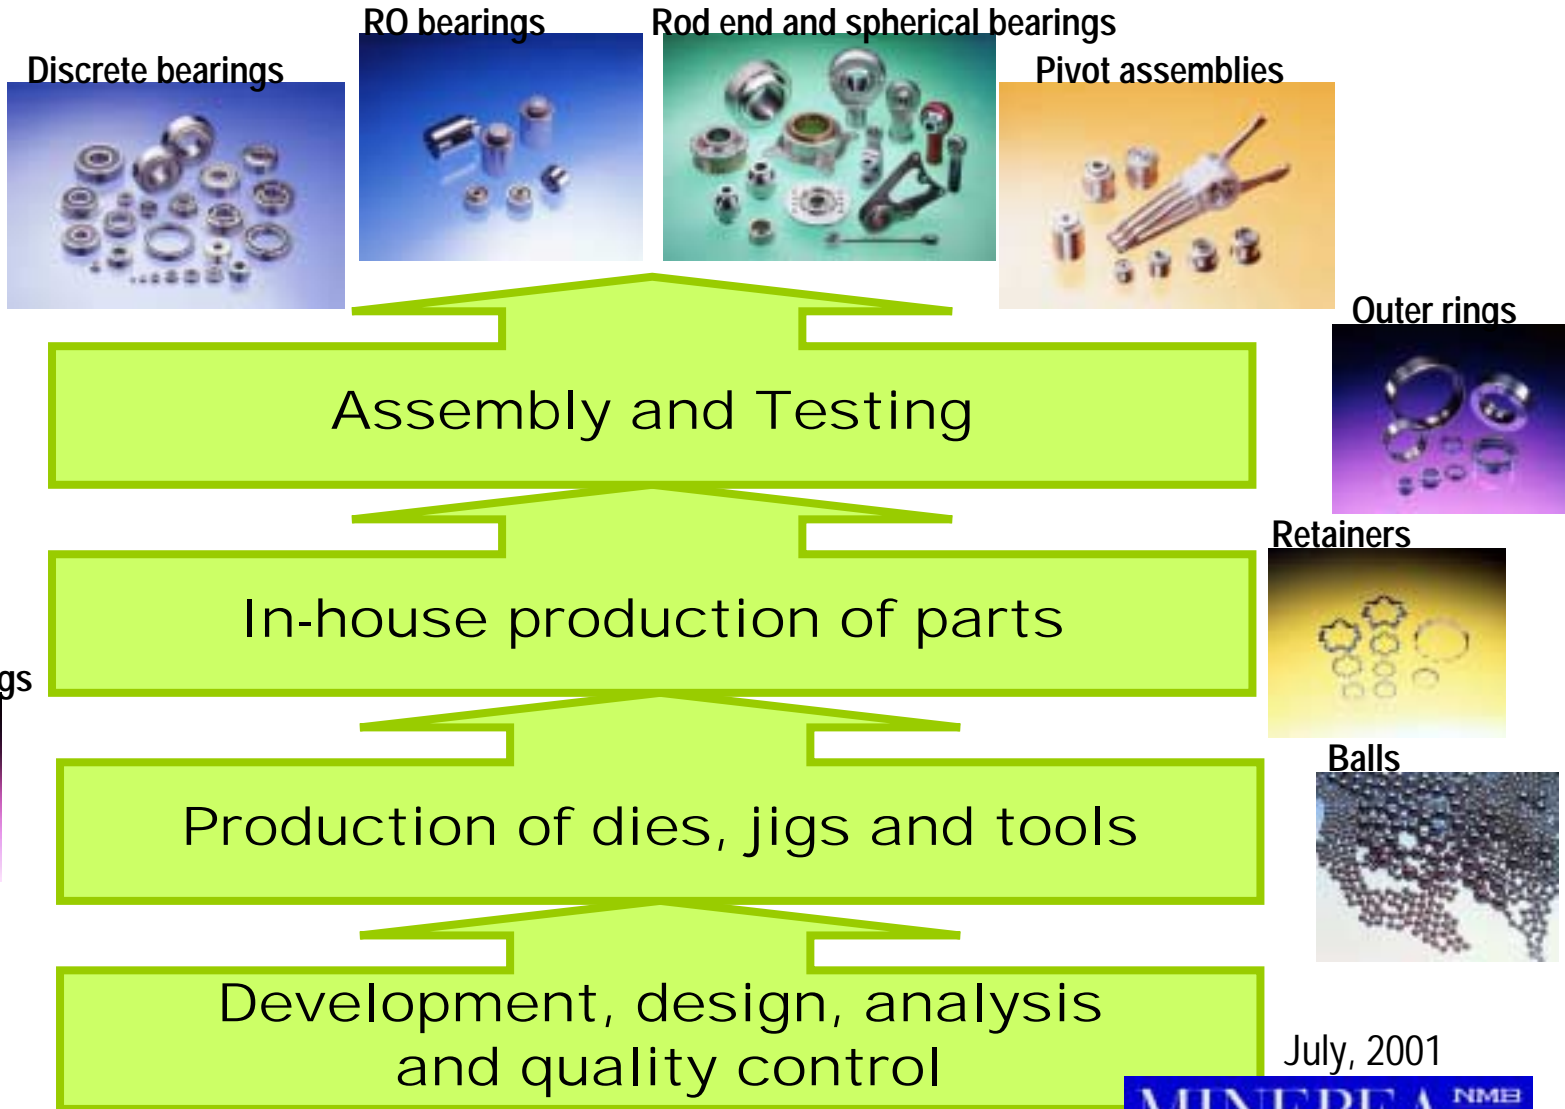 RO bearings
Rod end and spherical bearings
Discrete bearings
Pivot assemblies
Outer rings
Assembly and Testing
Retainers
In-house production of parts
gs
Balls
Production of dies, jigs and tools
Development, design, analysis
and quality control
July, 2001
MINEBEA NMB